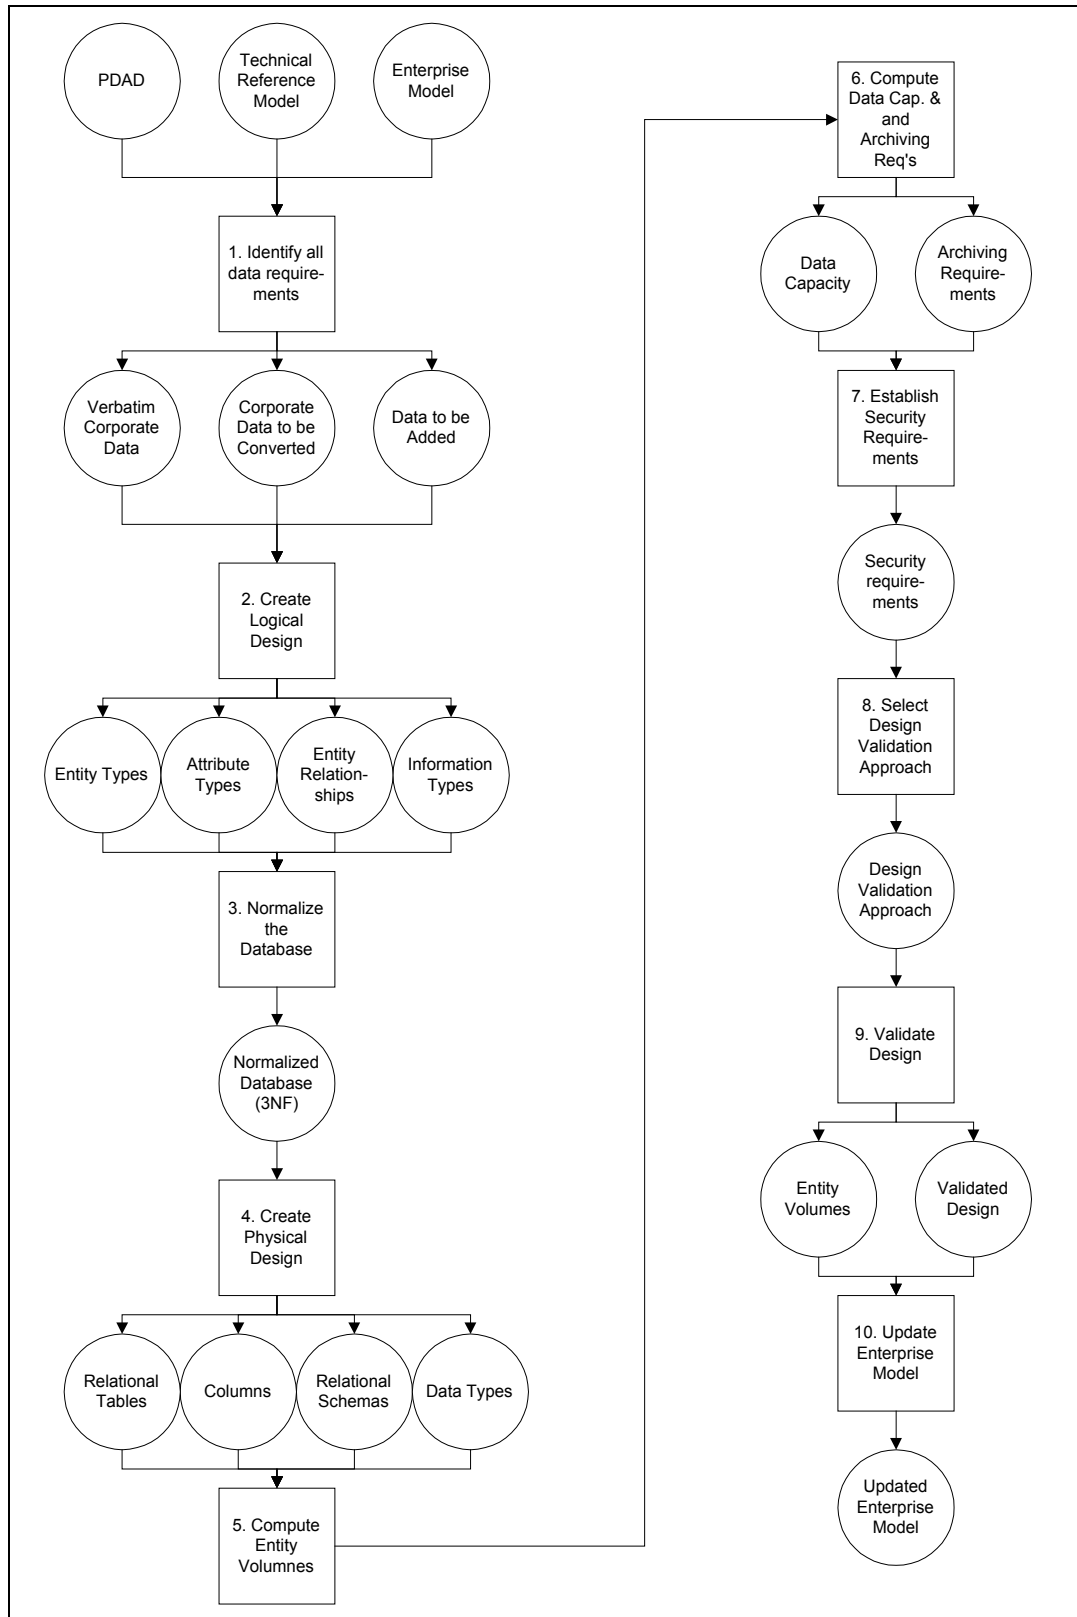 PDAD
Technical
Reference
Model
Enterprise
Model
1. Identify all
data require-
ments
Verbatim
Corporate
Data
Corporate
Data to be
Converted
Data to be
Added
2. Create
Logical
Design
Entity Types
Attribute
Types
Entity
Relation-
ships
Information
Types
3. Normalize
the
Database
Normalized
Database
(3NF)
4. Create
Physical
Design
Relational
Tables
Columns
Relational
Schemas
Data Types
5. Compute
Entity
Volumnes
6. Compute
Data Cap. &
and
Archiving
Req's
Data
Capacity
Archiving
Require-
ments
7. Establish
Security
Require-
ments
Security
require-
ments
8. Select
Design
Validation
Approach
Design
Validation
Approach
9. Validate
Design
Entity
Volumes
Validated
Design
10. Update
Enterprise
Model
Updated
Enterprise
Model